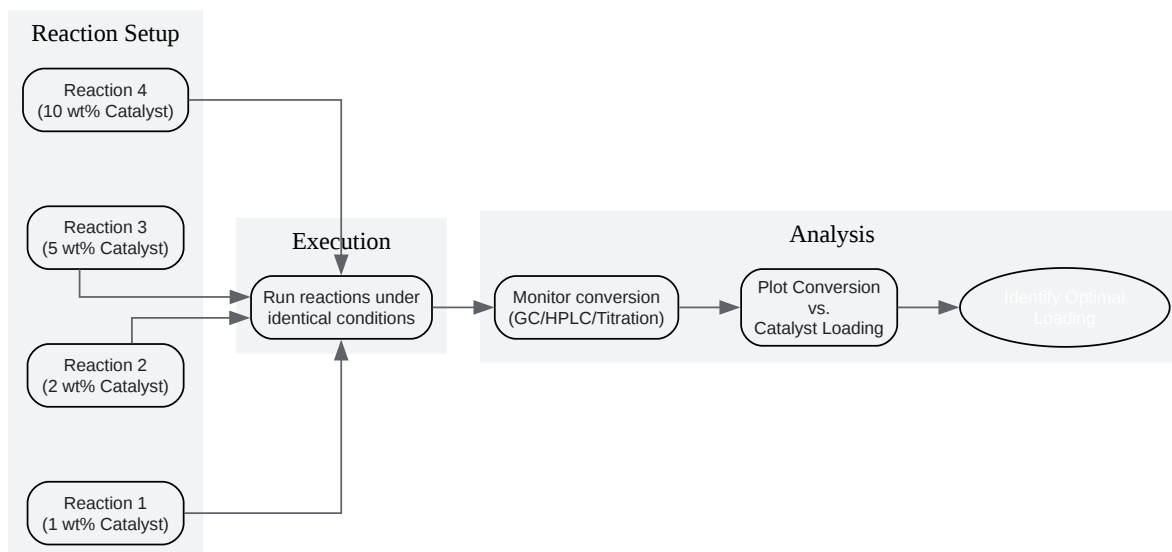 Reaction Setup
Reaction 4
(10 wt% Catalyst)
Reaction 3
(5 wt% Catalyst)
Reaction 2
(2 wt% Catalyst)
Reaction 1
(1 wt% Catalyst)
Execution
Run reactions under
identical conditions
Analysis
Monitor conversion
(GC/HPLC/Titration)
Plot Conversion
vs.
Catalyst Loading
Identify Optimal
Loading